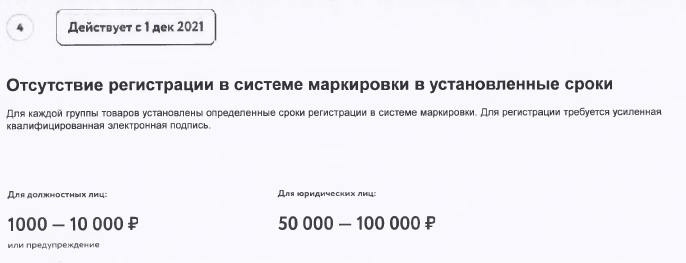 4
Действует с 1 дек 2021
Отсутствие регистрации в системе маркировки в установленные сроки
Для каждой группы товаров установлены определенные сроки регистрации в системе маркировки. Для регистрации требуется усиленная
квалифицированная электронная подпись.
Для должностных лиц:
Для юридических лиц:
1000 — 10 000 ₽
50 000 — 100 000 ₽
или предупреждение